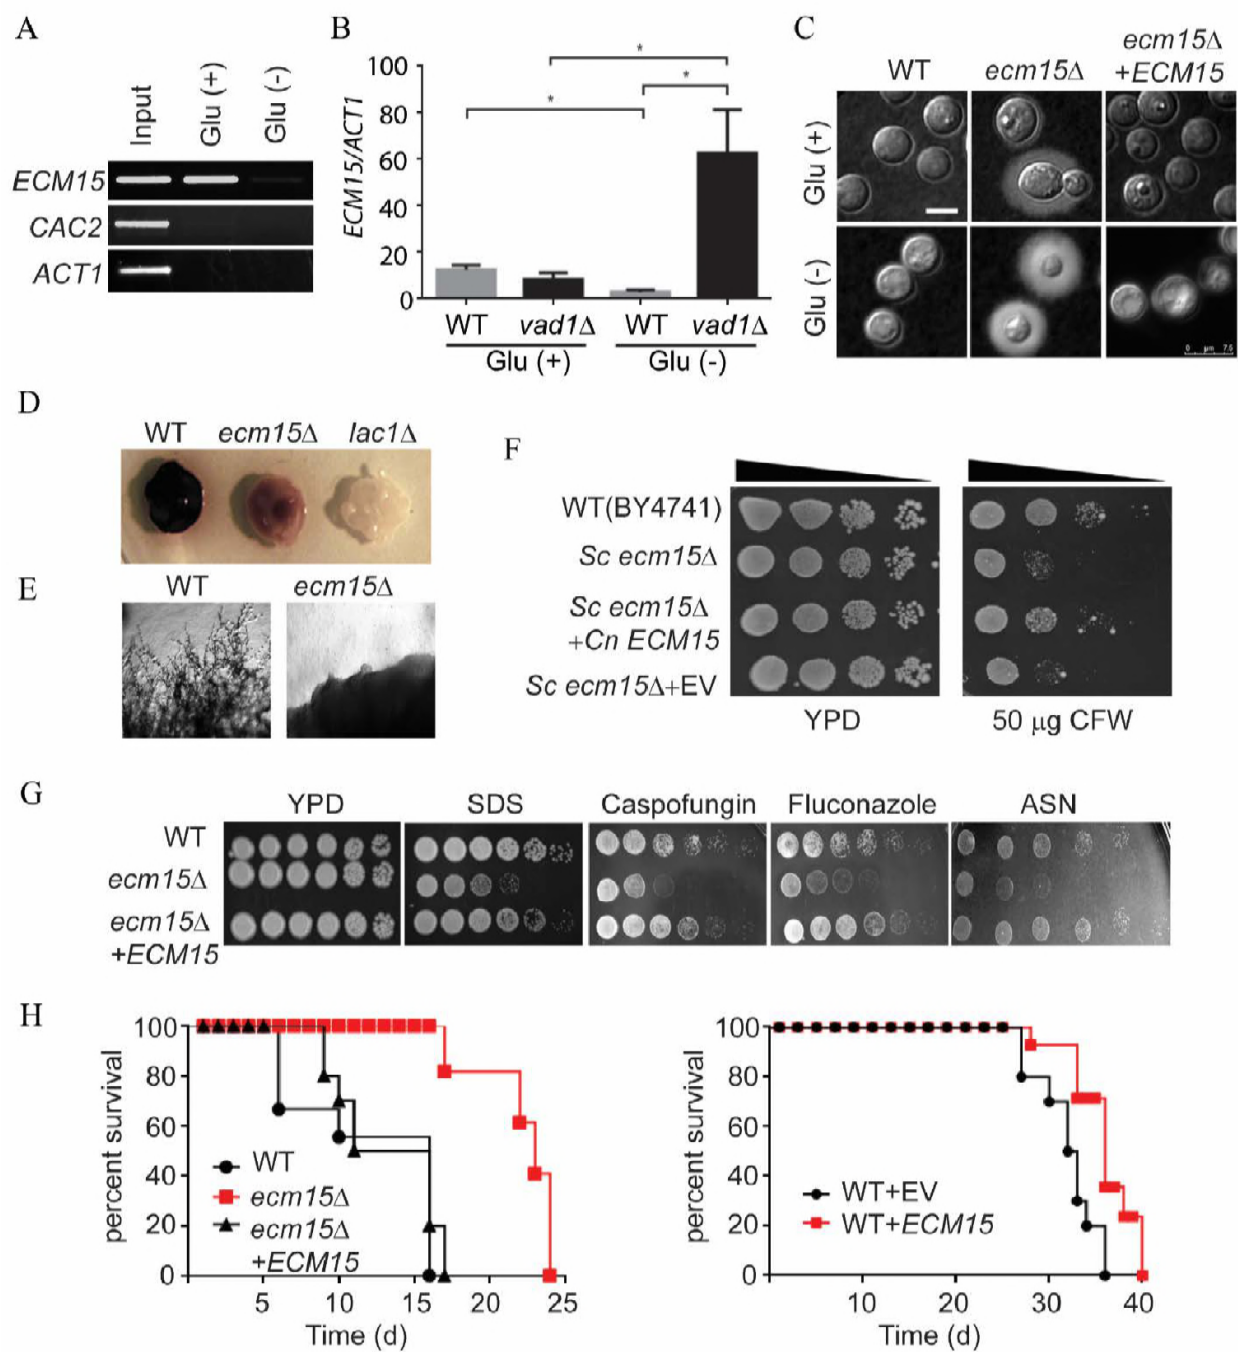 A
Input
Glu (+)
Glu (-)
ECM15
CAC2
ACT1
B
ECM15/ACT1
100
80
60
40
20
0
*
*
*
WT
vad1Δ
WT
vad1Δ
Glu (+)
Glu (-)
C
WT
ecm15Δ
ecm15Δ
+ECM15
Glu (+)
Glu (-)
0 µm 7.5
D
WT
ecm15Δ
lac1Δ
E
WT
ecm15Δ
F
WT(BY4741)
Sc ecm15Δ
Sc ecm15Δ
+Cn ECM15
Sc ecm15Δ+EV
YPD
50 µg CFW
G
YPD
SDS
Caspofungin
Fluconazole
ASN
WT
ecm15Δ
ecm15Δ
+ECM15
H
percent survival
100
80
60
40
20
0
WT
ecm15Δ
ecm15Δ
+ECM15
5
10
15
20
25
Time (d)
percent survival
100
80
60
40
20
0
WT+EV
WT+ECM15
10
20
30
40
Time (d)